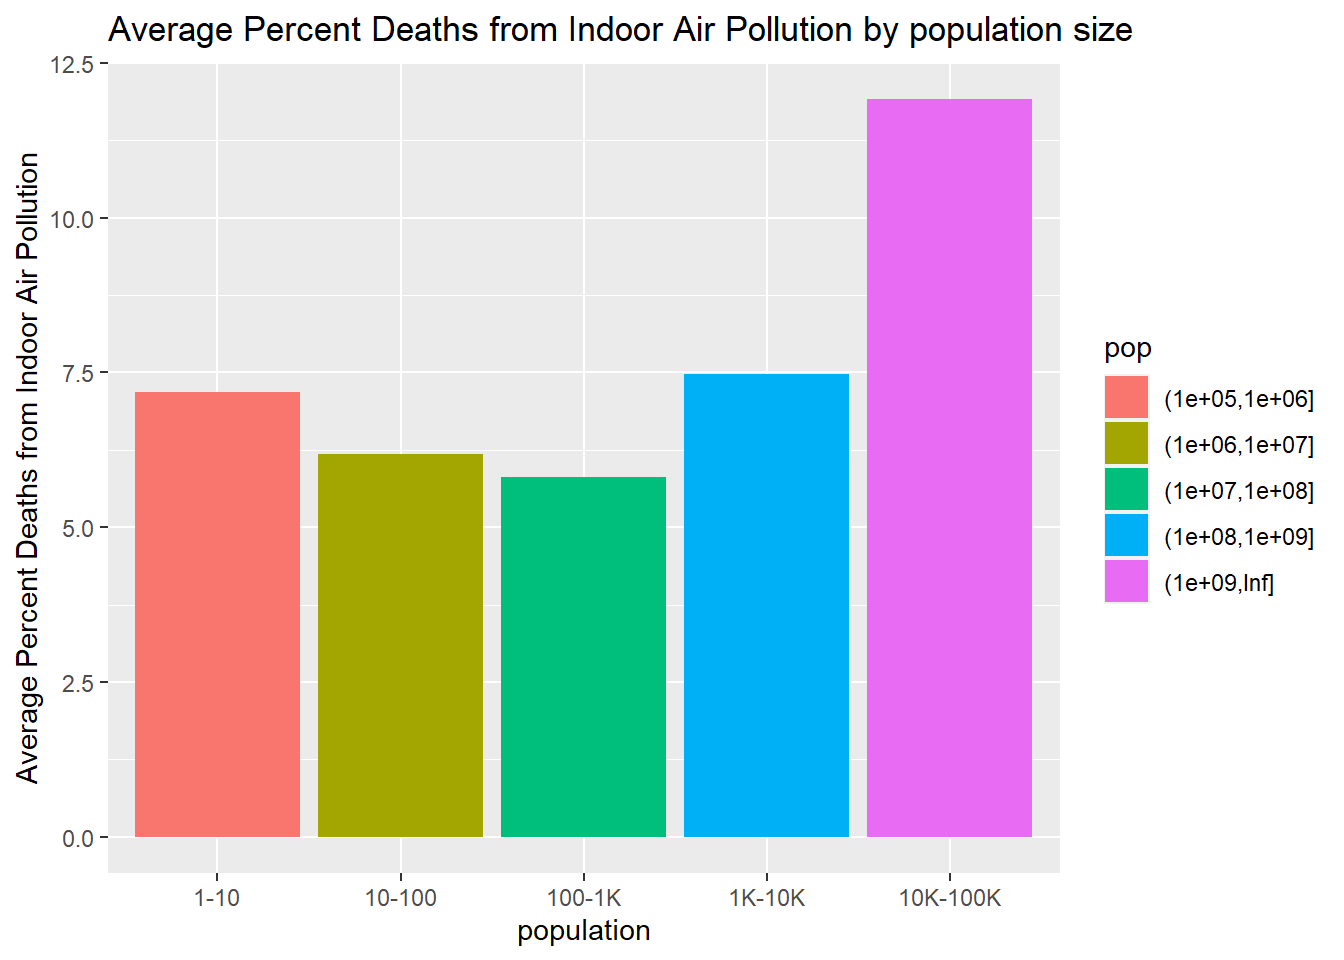 Average Percent Deaths from Indoor Air Pollution by population size
Average Percent Deaths from Indoor Air Pollution
12.5
10.0
7.5
5.0
2.5
0.0
1-10
10-100
100-1K
1K-10K
10K-100K
population
pop
(1e+05,1e+06]
(1e+06,1e+07]
(1e+07,1e+08]
(1e+08,1e+09]
(1e+09,Inf]